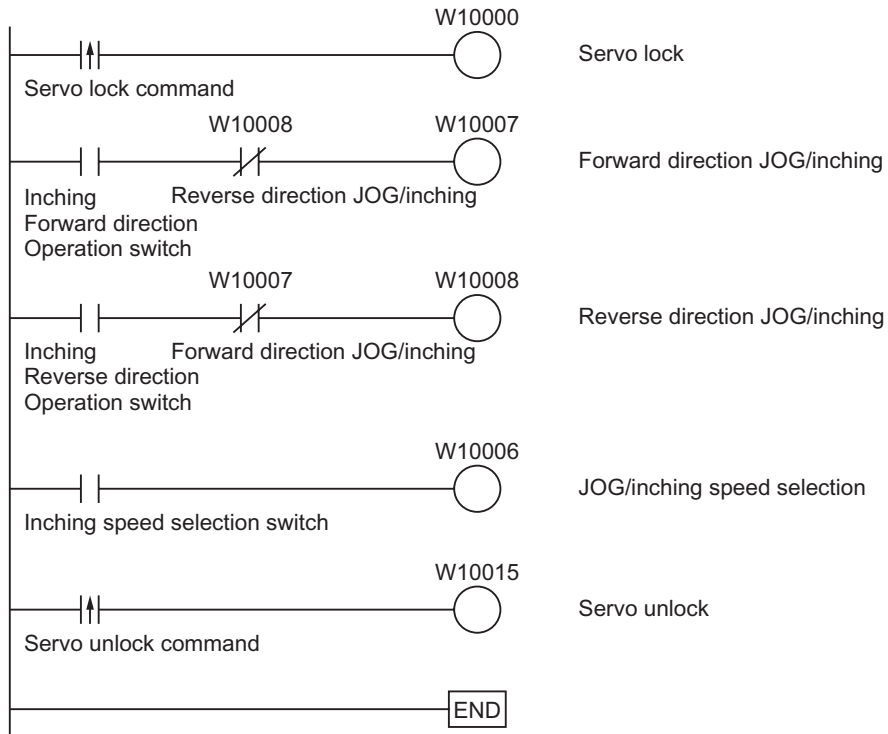 W10000
Servo lock
Servo lock command
W10008
W10007
Forward direction JOG/inching
Inching
Forward direction
Operation switch
Reverse direction JOG/inching
W10007
W10008
Reverse direction JOG/inching
Inching
Reverse direction
Operation switch
Forward direction JOG/inching
W10006
JOG/inching speed selection
Inching speed selection switch
W10015
Servo unlock
Servo unlock command
END